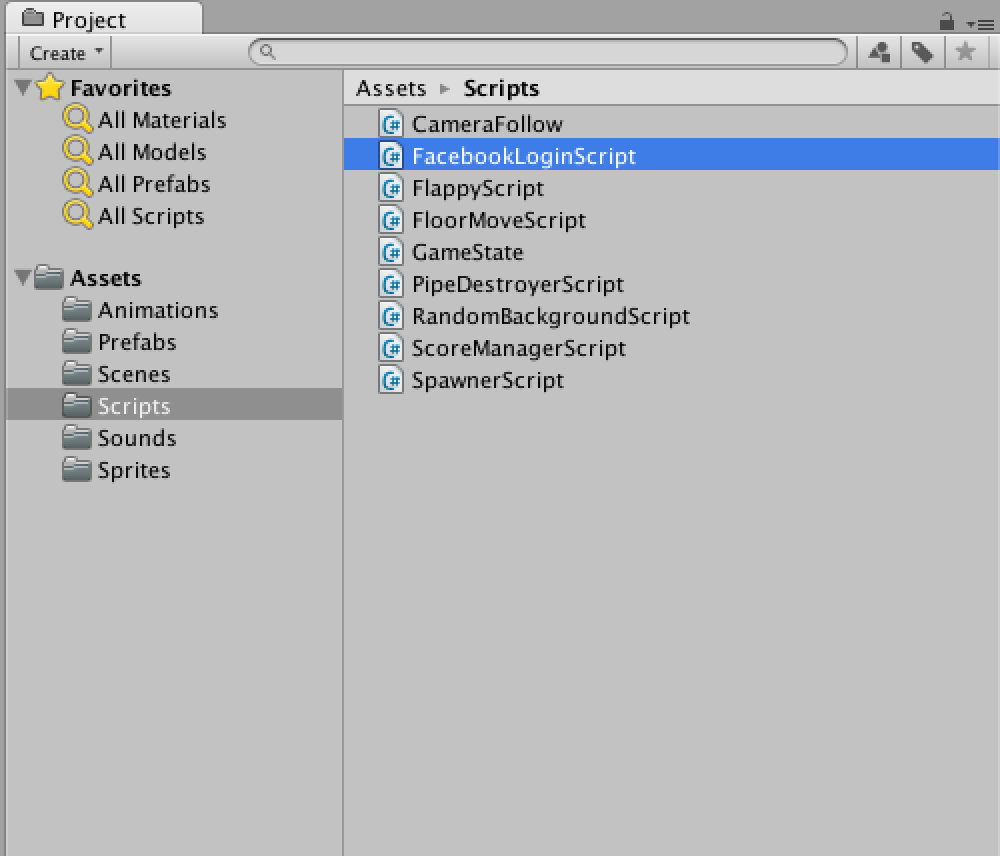 Project
Create
Favorites
All Materials
All Models
All Prefabs
All Scripts
Assets
Animations
Prefabs
Scenes
Scripts
Sounds
Sprites
Assets Scripts
C# CameraFollow
C# FacebookLoginScript
C# FlappyScript
C# FloorMoveScript
C# GameState
C# PipeDestroyerScript
C# RandomBackgroundScript
C# ScoreManagerScript
C# SpawnerScript